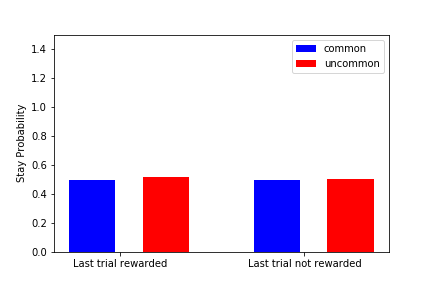 1.4
1.2
1.0
0.8
0.6
0.4
0.2
0.0
Stay Probability
common
uncommon
Last trial rewarded
Last trial not rewarded